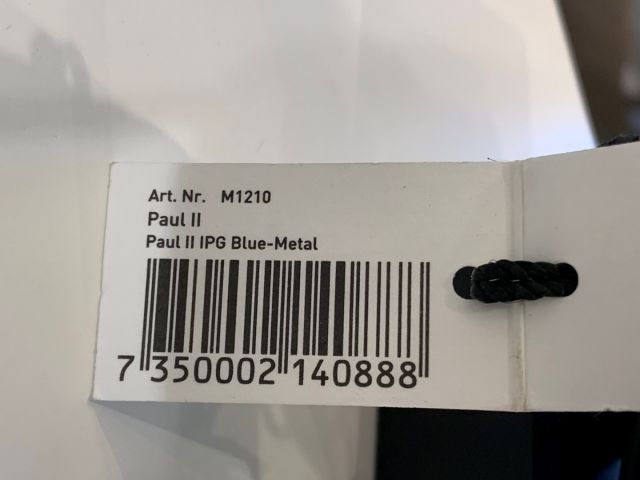 Art. Nr. M1210
Paul II
Paul II IPG Blue-Metal
7 350002 140888